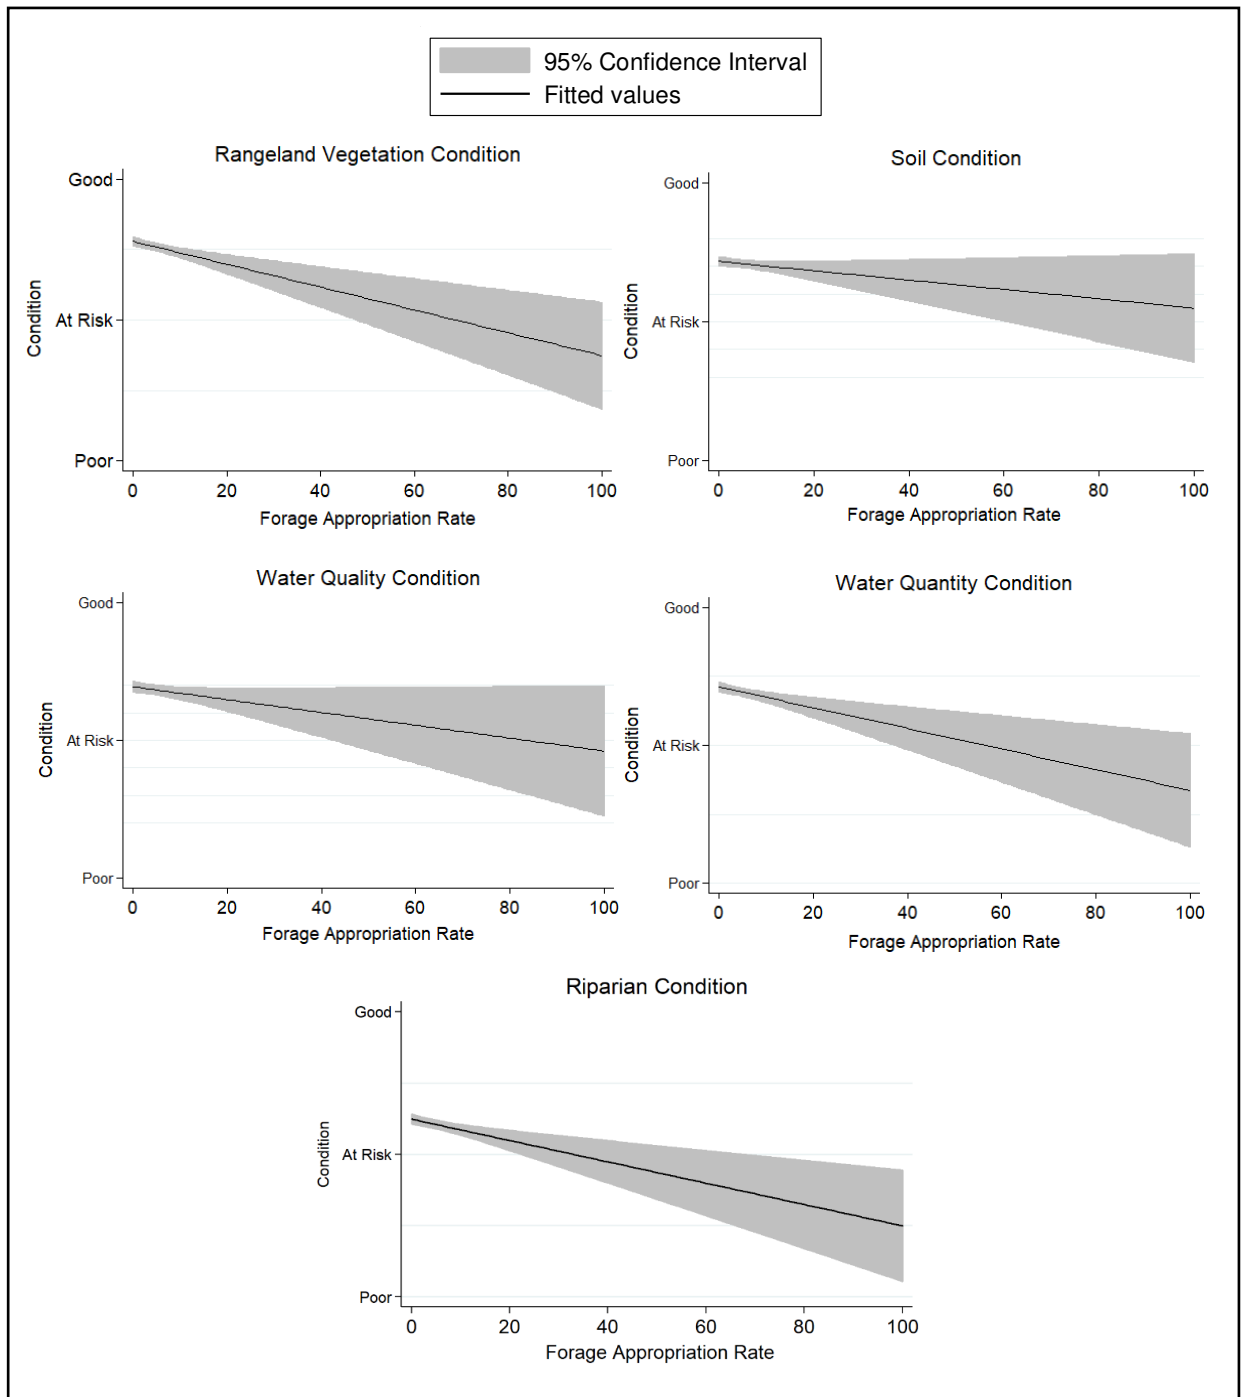 95% Confidence Interval
Fitted values
Rangeland Vegetation Condition
Good
At Risk
Poor
Condition
0 20 40 60 80 100
Forage Appropriation Rate
Soil Condition
Good
At Risk
Poor
Condition
0 20 40 60 80 100
Forage Appropriation Rate
Water Quality Condition
Good
At Risk
Poor
Condition
0 20 40 60 80 100
Forage Appropriation Rate
Water Quantity Condition
Good
At Risk
Poor
Condition
0 20 40 60 80 100
Forage Appropriation Rate
Riparian Condition
Good
At Risk
Poor
Condition
0 20 40 60 80 100
Forage Appropriation Rate